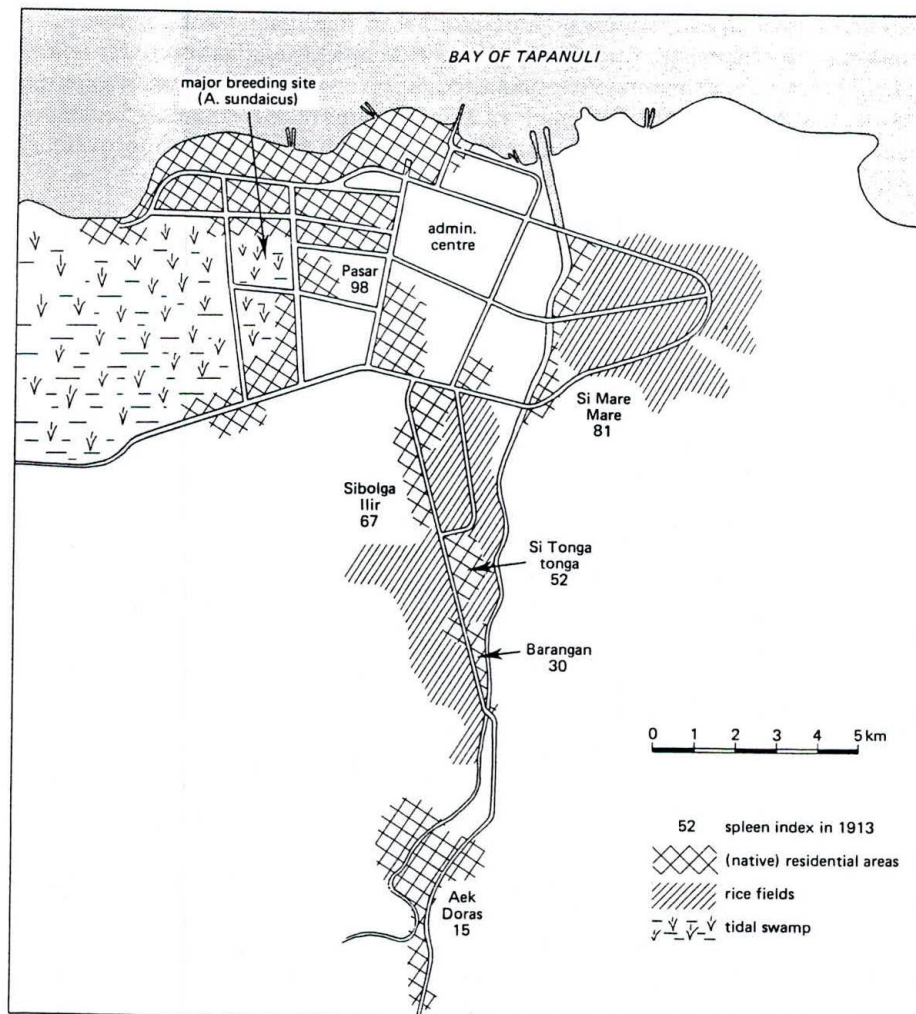 BAY OF TAPANULI
major breeding site
(A. sundaicus)
admin.
centre
Pasar
98
Si Mare
Mare
81
Sibolga
Ilir
67
Si Tonga
tonga
52
Barangan
30
Aek
Doras
15
0 1 2 3 4 5 km
52 spleen index in 1913
(native) residential areas
rice fields
tidal swamp